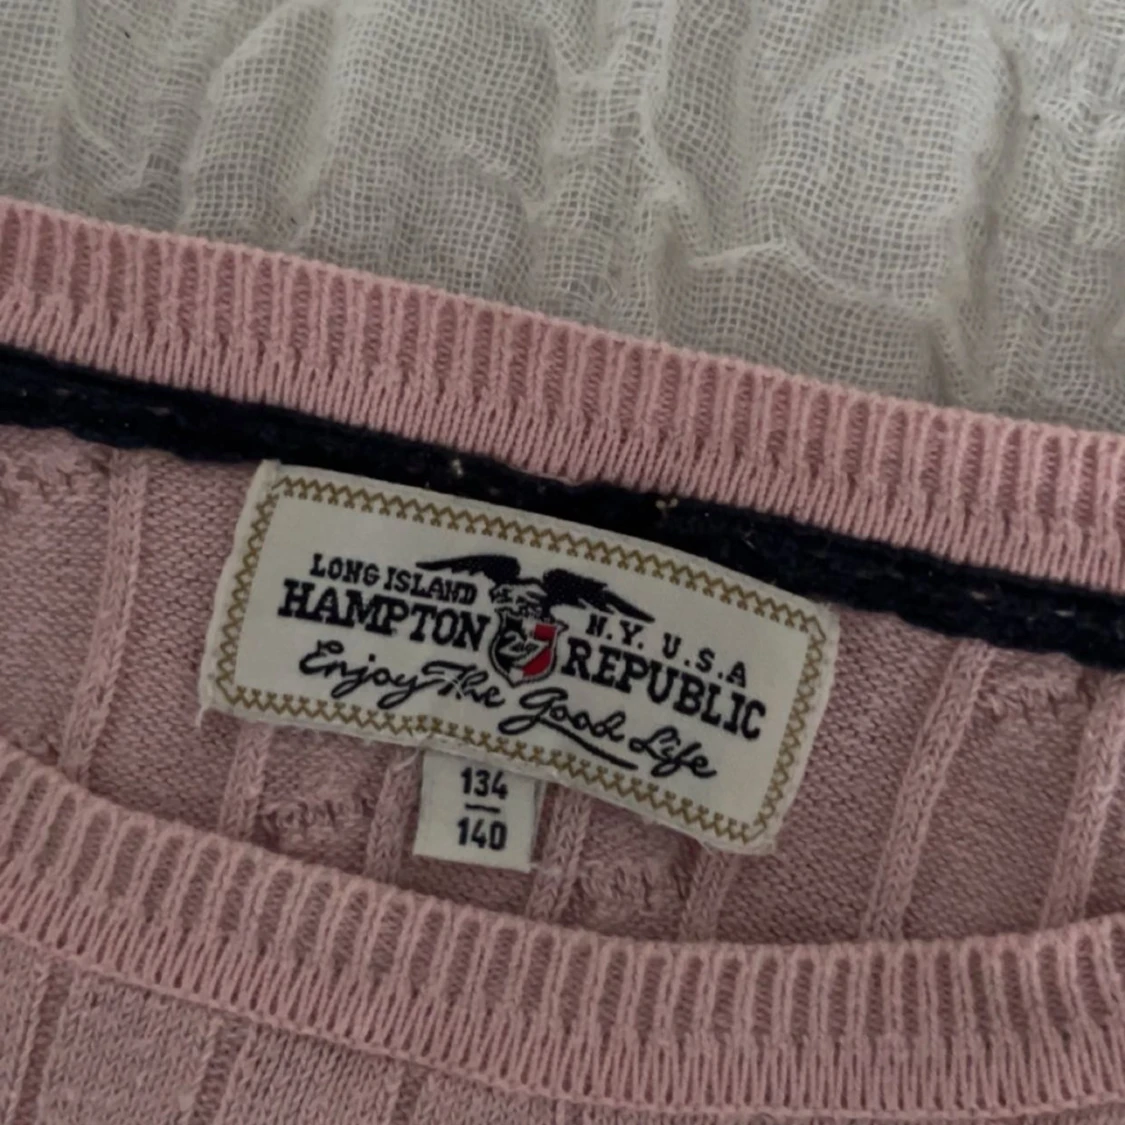 LONG ISLAND N.Y. U.S.A
HAMPTON REPUBLIC
Enjoy The Good Life
134
140